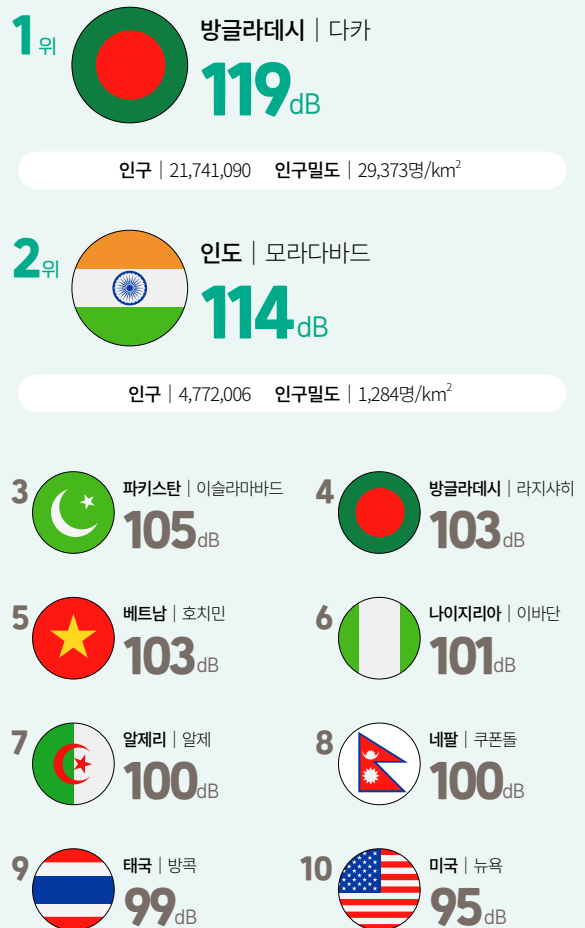 1위
방글라데시 | 다카
119dB
인구 | 21,741,090 인구밀도 | 29,373명/km²
2위
인도 | 모라다바드
114dB
인구 | 4,772,006 인구밀도 | 1,284명/km²
3
파키스탄 | 이슬라마바드
105dB
4
방글라데시 | 라지샤히
103dB
5
베트남 | 호치민
103dB
6
나이지리아 | 이바단
101dB
7
알제리 | 알제
100dB
8
네팔 | 쿠폰돌
100dB
9
태국 | 방콕
99dB
10
미국 | 뉴욕
95dB